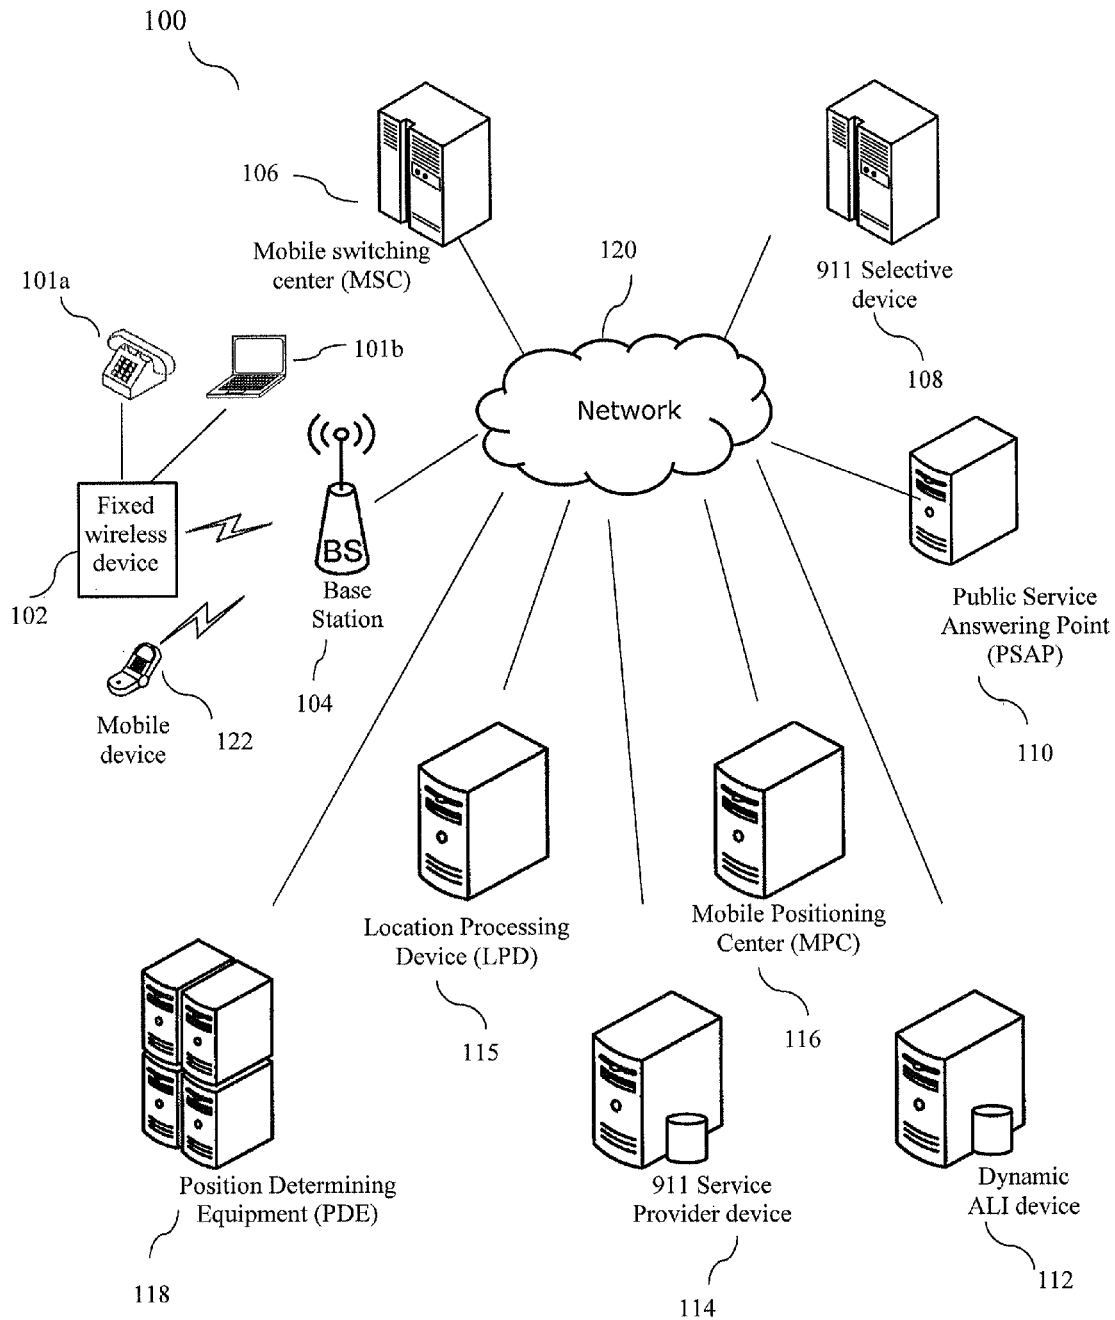 100
106
Mobile switching
center (MSC)
120
911 Selective
device
108
101a
101b
Network
Fixed
wireless
device
102
BS
Base
Station
104
Mobile
device
122
Public Service
Answering Point
(PSAP)
110
Location Processing
Device (LPD)
115
Mobile Positioning
Center (MPC)
116
Position Determining
Equipment (PDE)
118
911 Service
Provider device
114
Dynamic
ALI device
112